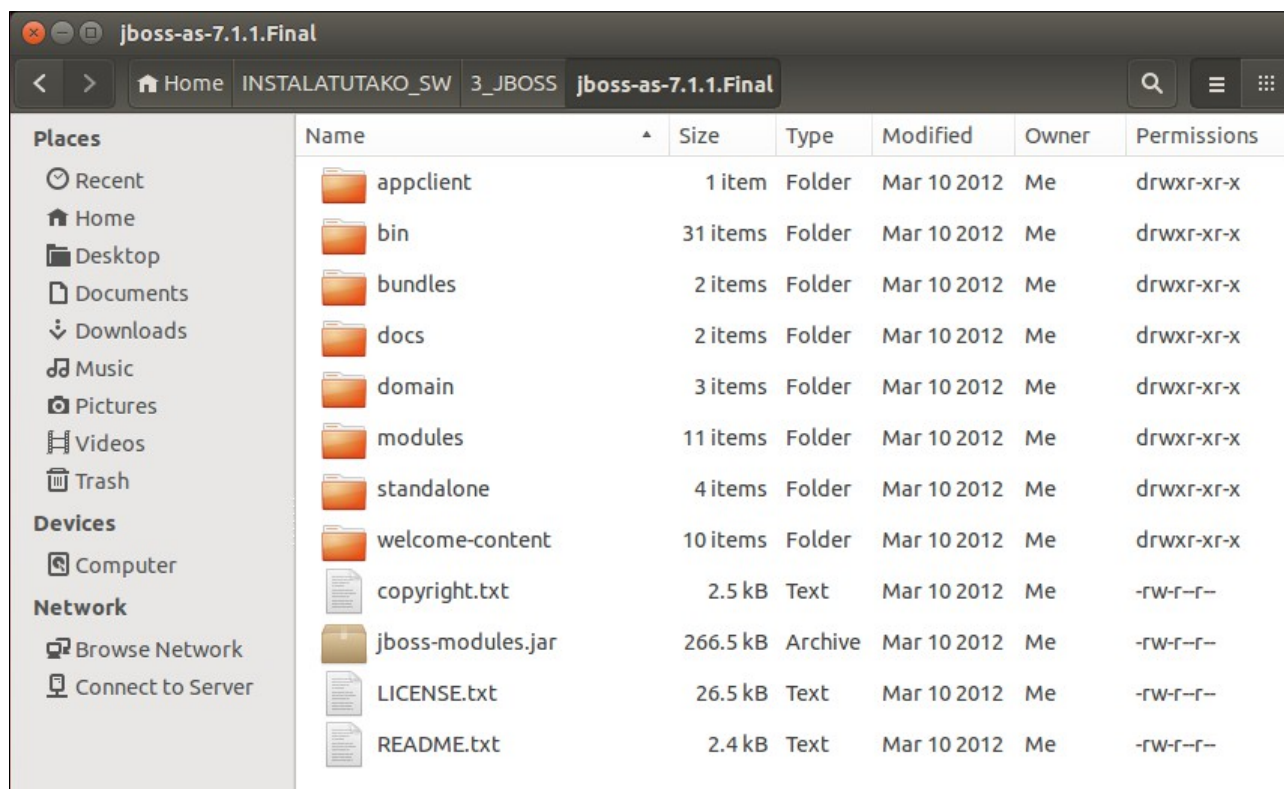 jboss-as-7.1.1.Final
Home INSTALATUTAKO_SW 3_JBOSS jboss-as-7.1.1.Final
Places
Recent
Home
Desktop
Documents
Downloads
Music
Pictures
Videos
Trash
Devices
Computer
Network
Browse Network
Connect to Server
Name Size Type Modified Owner Permissions
appclient 1 item Folder Mar 10 2012 Me drwxr-xr-x
bin 31 items Folder Mar 10 2012 Me drwxr-xr-x
bundles 2 items Folder Mar 10 2012 Me drwxr-xr-x
docs 2 items Folder Mar 10 2012 Me drwxr-xr-x
domain 3 items Folder Mar 10 2012 Me drwxr-xr-x
modules 11 items Folder Mar 10 2012 Me drwxr-xr-x
standalone 4 items Folder Mar 10 2012 Me drwxr-xr-x
welcome-content 10 items Folder Mar 10 2012 Me drwxr-xr-x
copyright.txt 2.5 kB Text Mar 10 2012 Me -rw-r--r--
jboss-modules.jar 266.5 kB Archive Mar 10 2012 Me -rw-r--r--
LICENSE.txt 26.5 kB Text Mar 10 2012 Me -rw-r--r--
README.txt 2.4 kB Text Mar 10 2012 Me -rw-r--r--